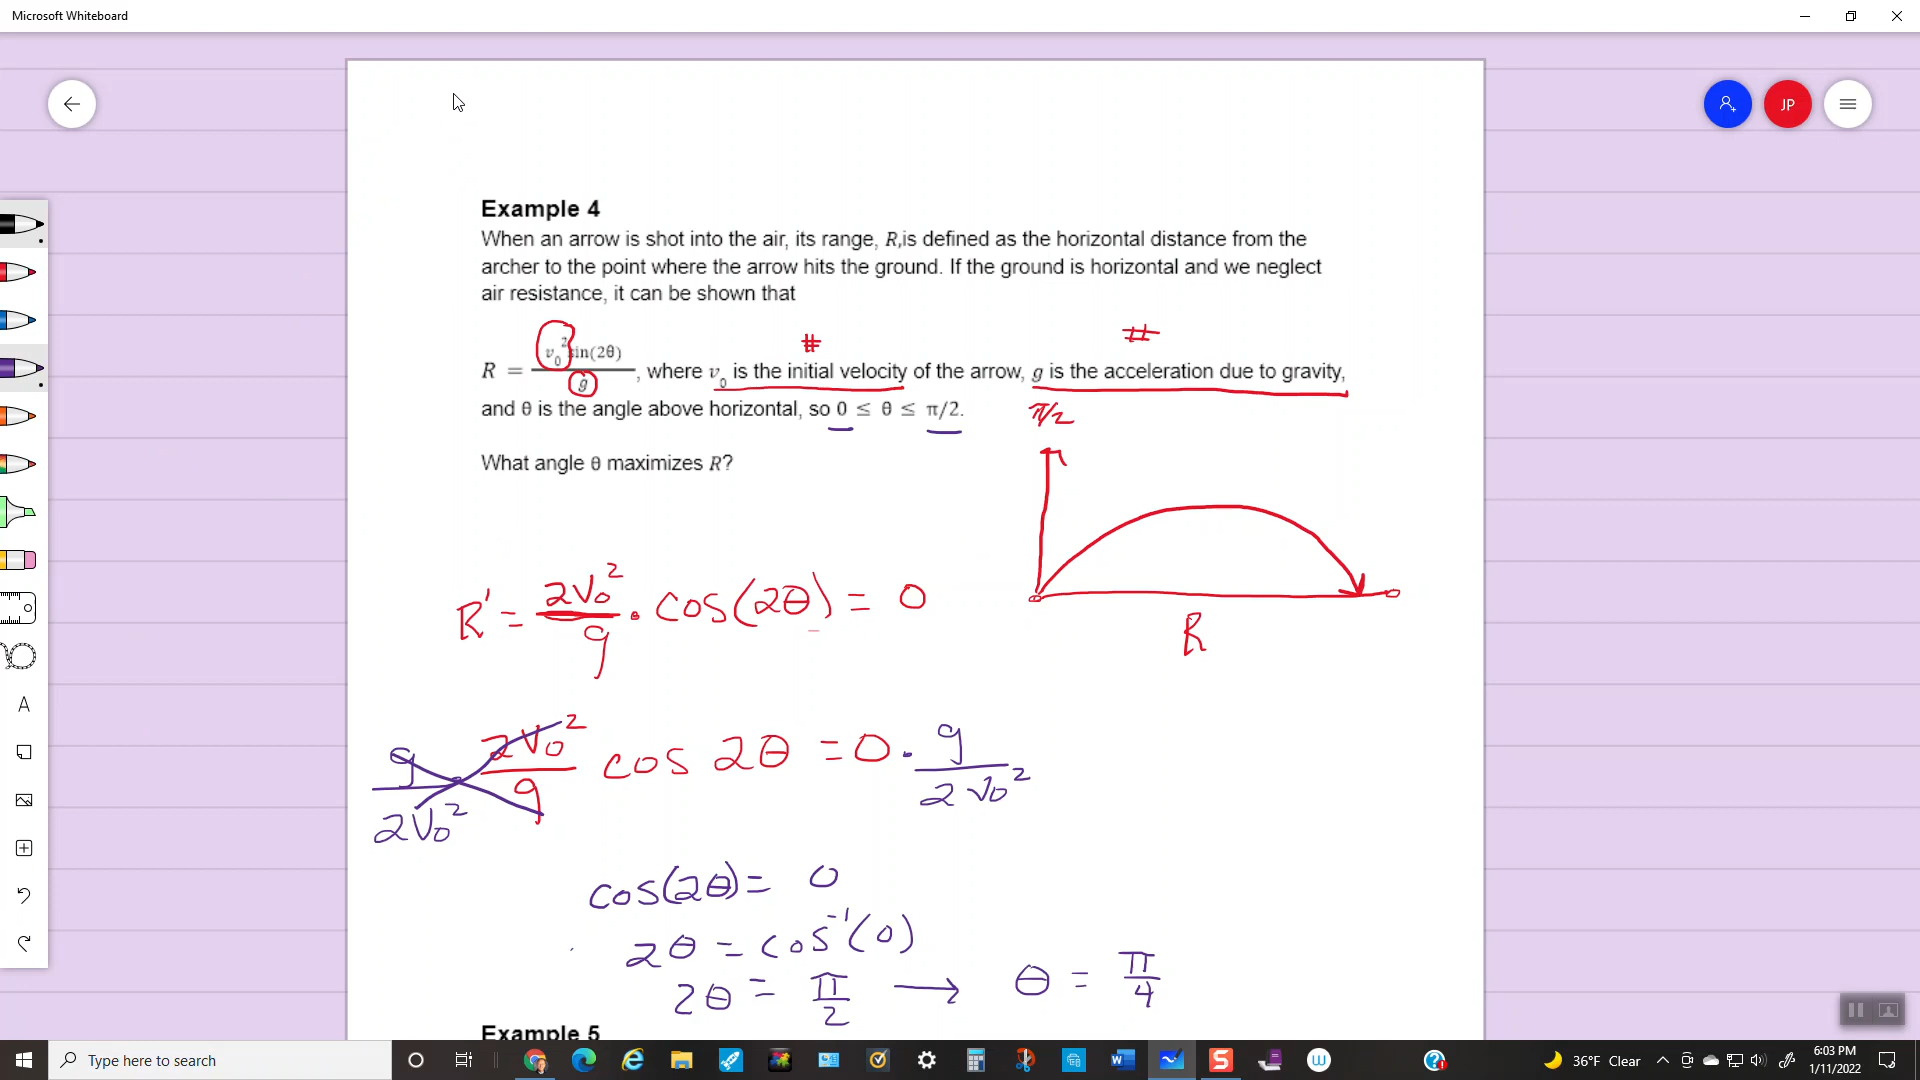 Microsoft Whiteboard
JP
Example 4
When an arrow is shot into the air, its range, R,is defined as the horizontal distance from the
archer to the point where the arrow hits the ground. If the ground is horizontal and we neglect
air resistance, it can be shown that
# #
R = v₀² sin(2θ) / g , where v₀ is the initial velocity of the arrow, g is the acceleration due to gravity,
and θ is the angle above horizontal, so 0 ≤ θ ≤ π/2.
π/2
What angle θ maximizes R?
R' = 2V₀²/g · cos(2θ) = 0
R
g/2V₀² 2V₀²/g cos 2θ = 0 · g/2V₀²
cos(2θ) = 0
2θ = cos⁻¹(0)
2θ = π/2 → θ = π/4
Example 5
A
Type here to search
36°F Clear
6:03 PM
1/11/2022